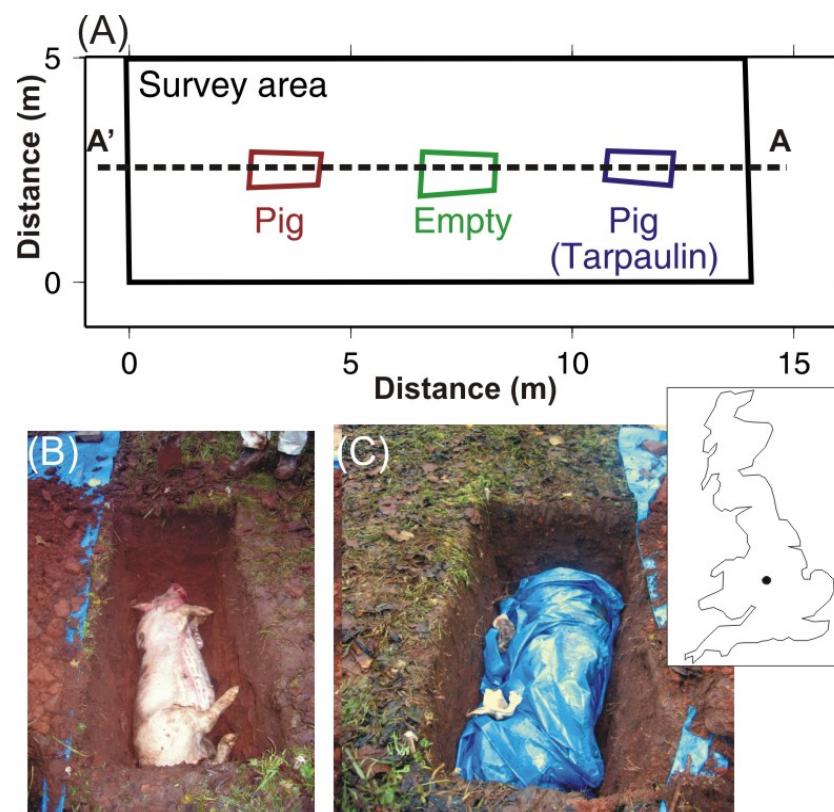 (A)
5
Survey area
A'
A
Distance (m)
Pig
Empty
Pig
(Tarpaulin)
0
0
5
10
15
Distance (m)
(B)
(C)